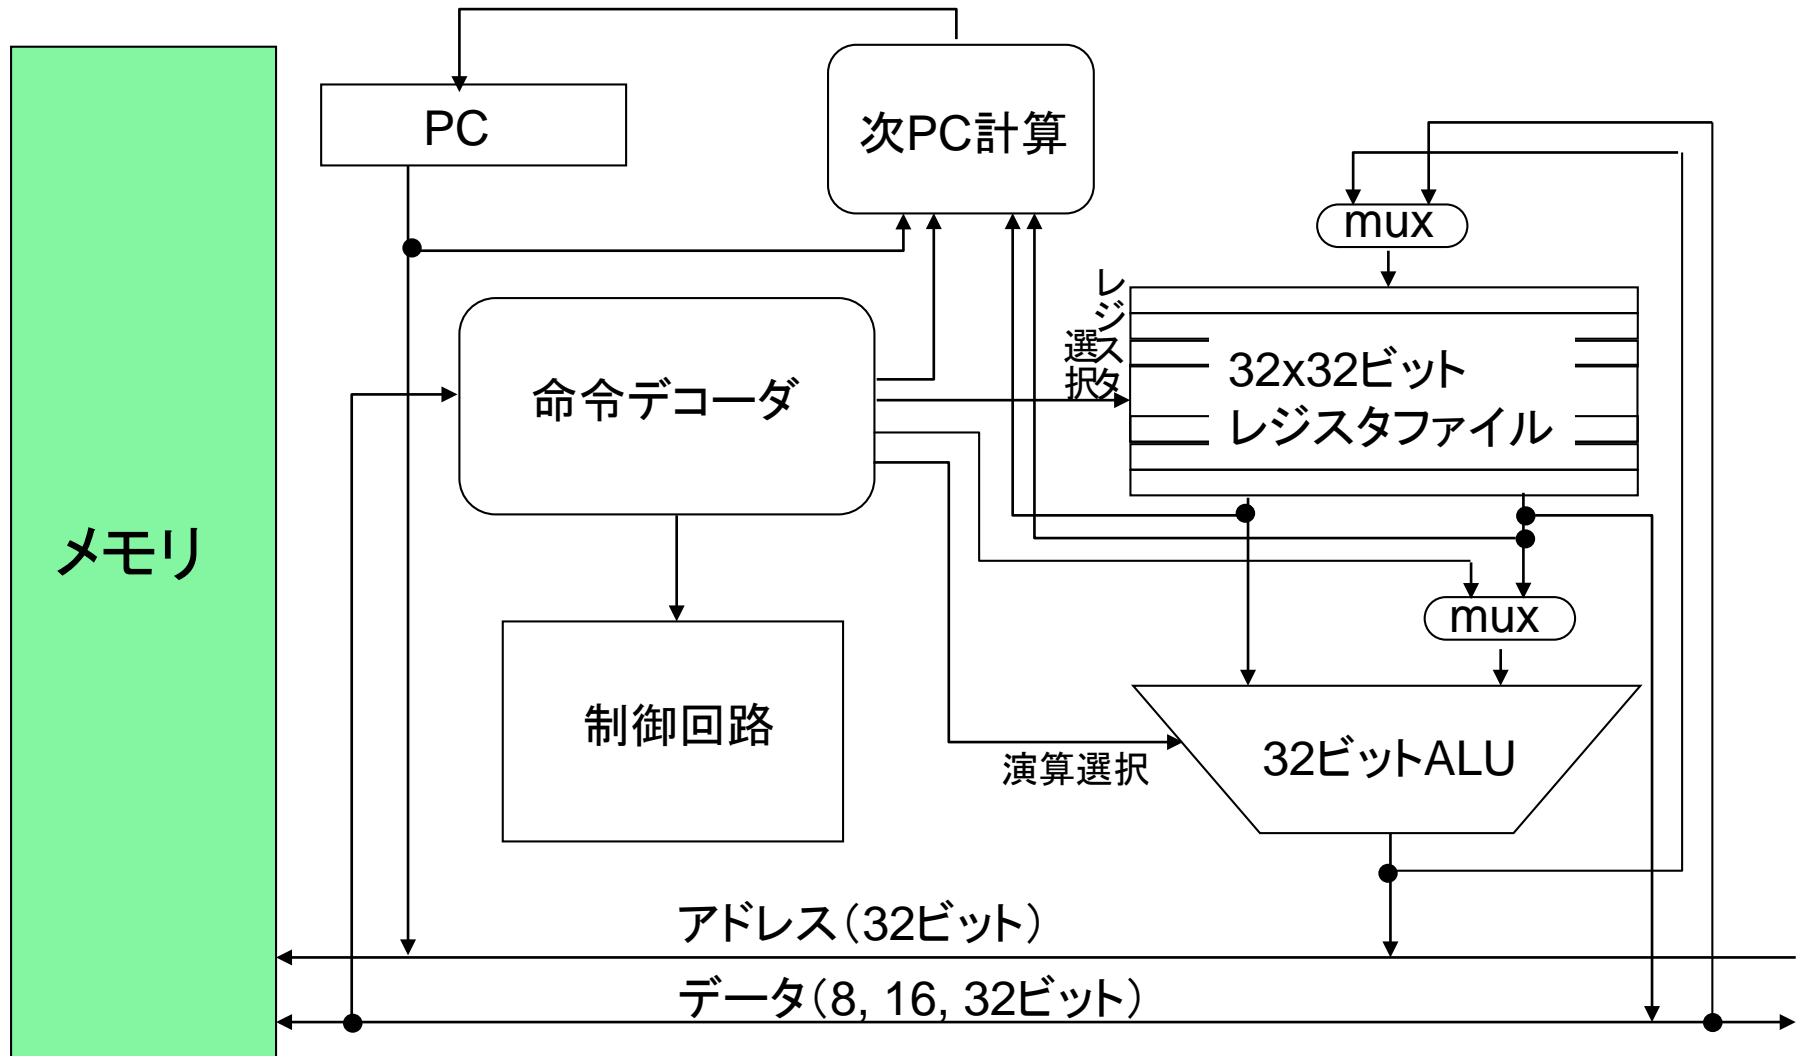 PC
次PC計算
mux
レジスタ
選択
32x32ビット
レジスタファイル
命令デコーダ
メモリ
mux
制御回路
32ビットALU
演算選択
アドレス（32ビット）
データ（8, 16, 32ビット）